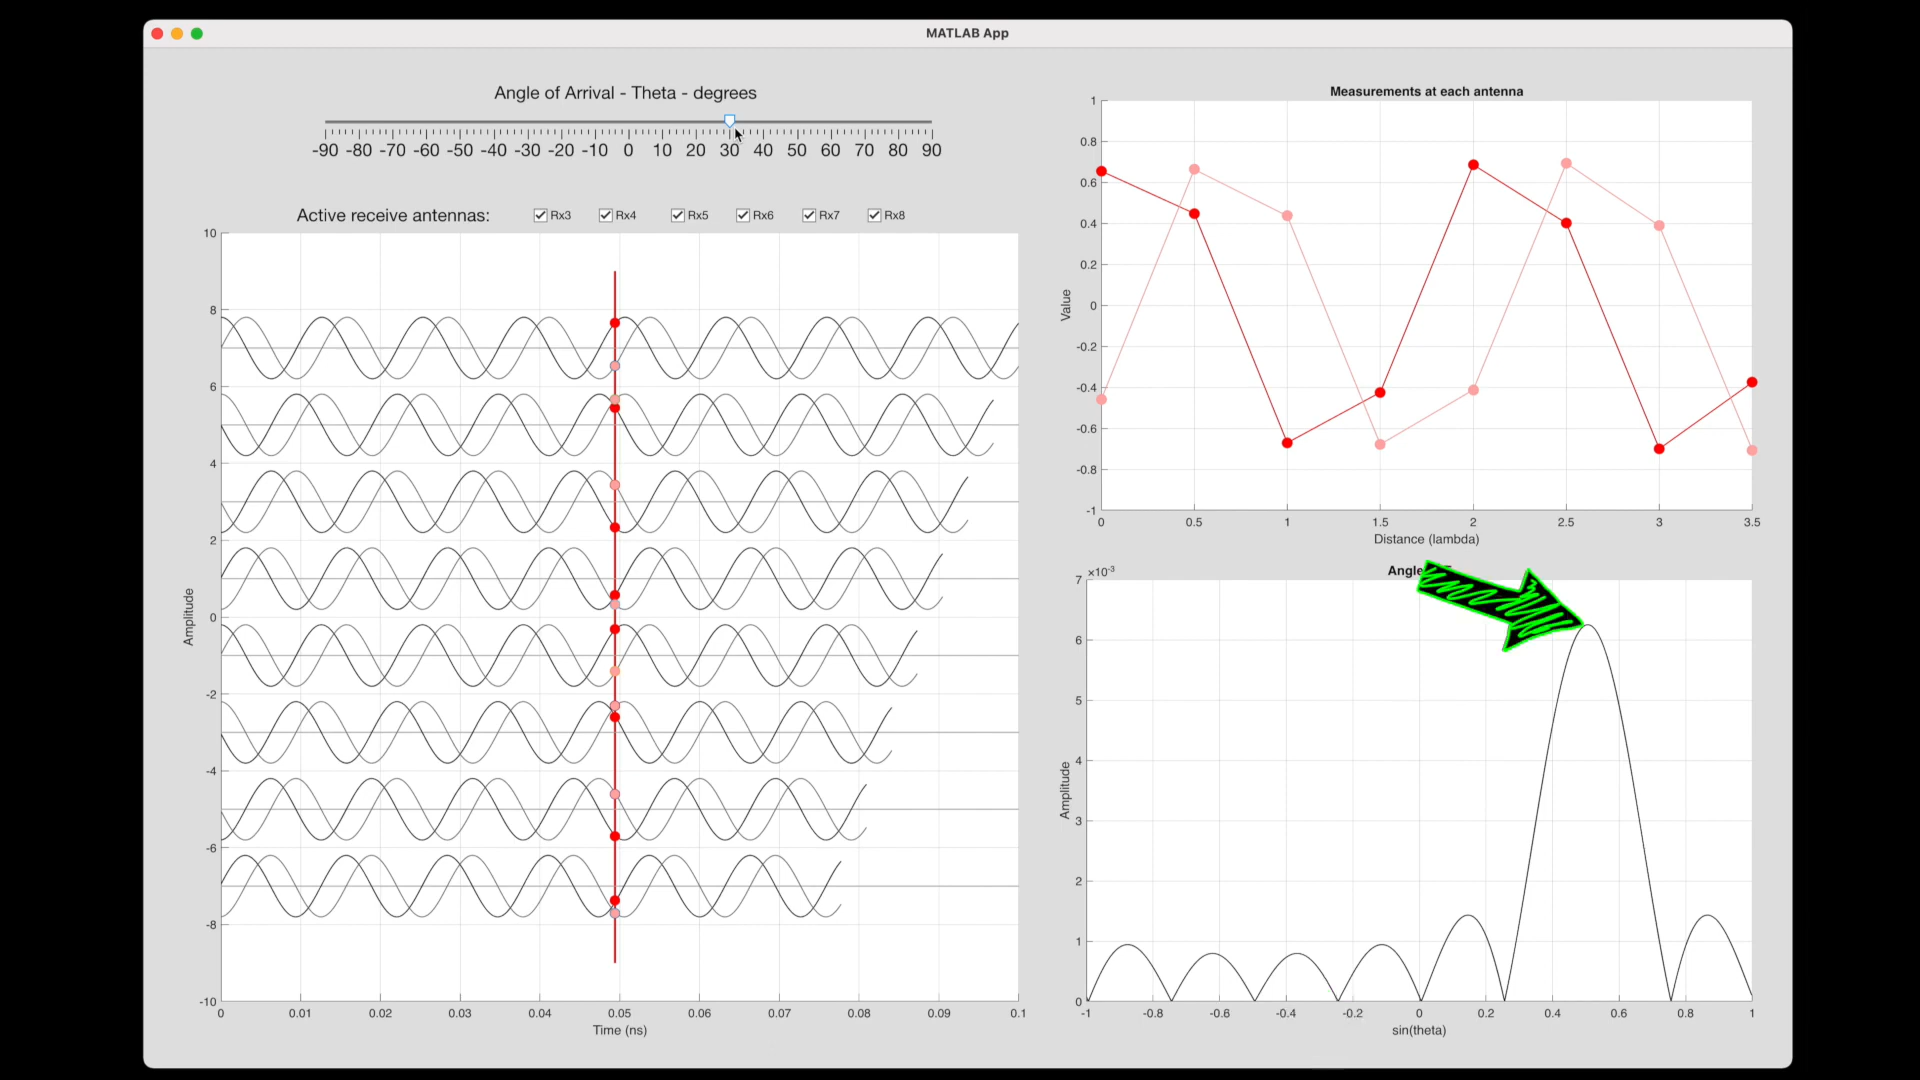 MATLAB App
Angle of Arrival - Theta - degrees
-90 -80 -70 -60 -50 -40 -30 -20 -10 0 10 20 30 40 50 60 70 80 90
Active receive antennas: Rx3 Rx4 Rx5 Rx6 Rx7 Rx8
10
8
6
4
2
0
-2
-4
-6
-8
-10
Amplitude
0 0.01 0.02 0.03 0.04 0.05 0.06 0.07 0.08 0.09 0.1
Time (ns)
Measurements at each antenna
1
0.8
0.6
0.4
0.2
0
-0.2
-0.4
-0.6
-0.8
-1
Value
0 0.5 1 1.5 2 2.5 3 3.5
Distance (lambda)
Angle
×10-3
7
6
5
4
3
2
1
0
Amplitude
-1 -0.8 -0.6 -0.4 -0.2 0 0.2 0.4 0.6 0.8 1
sin(theta)